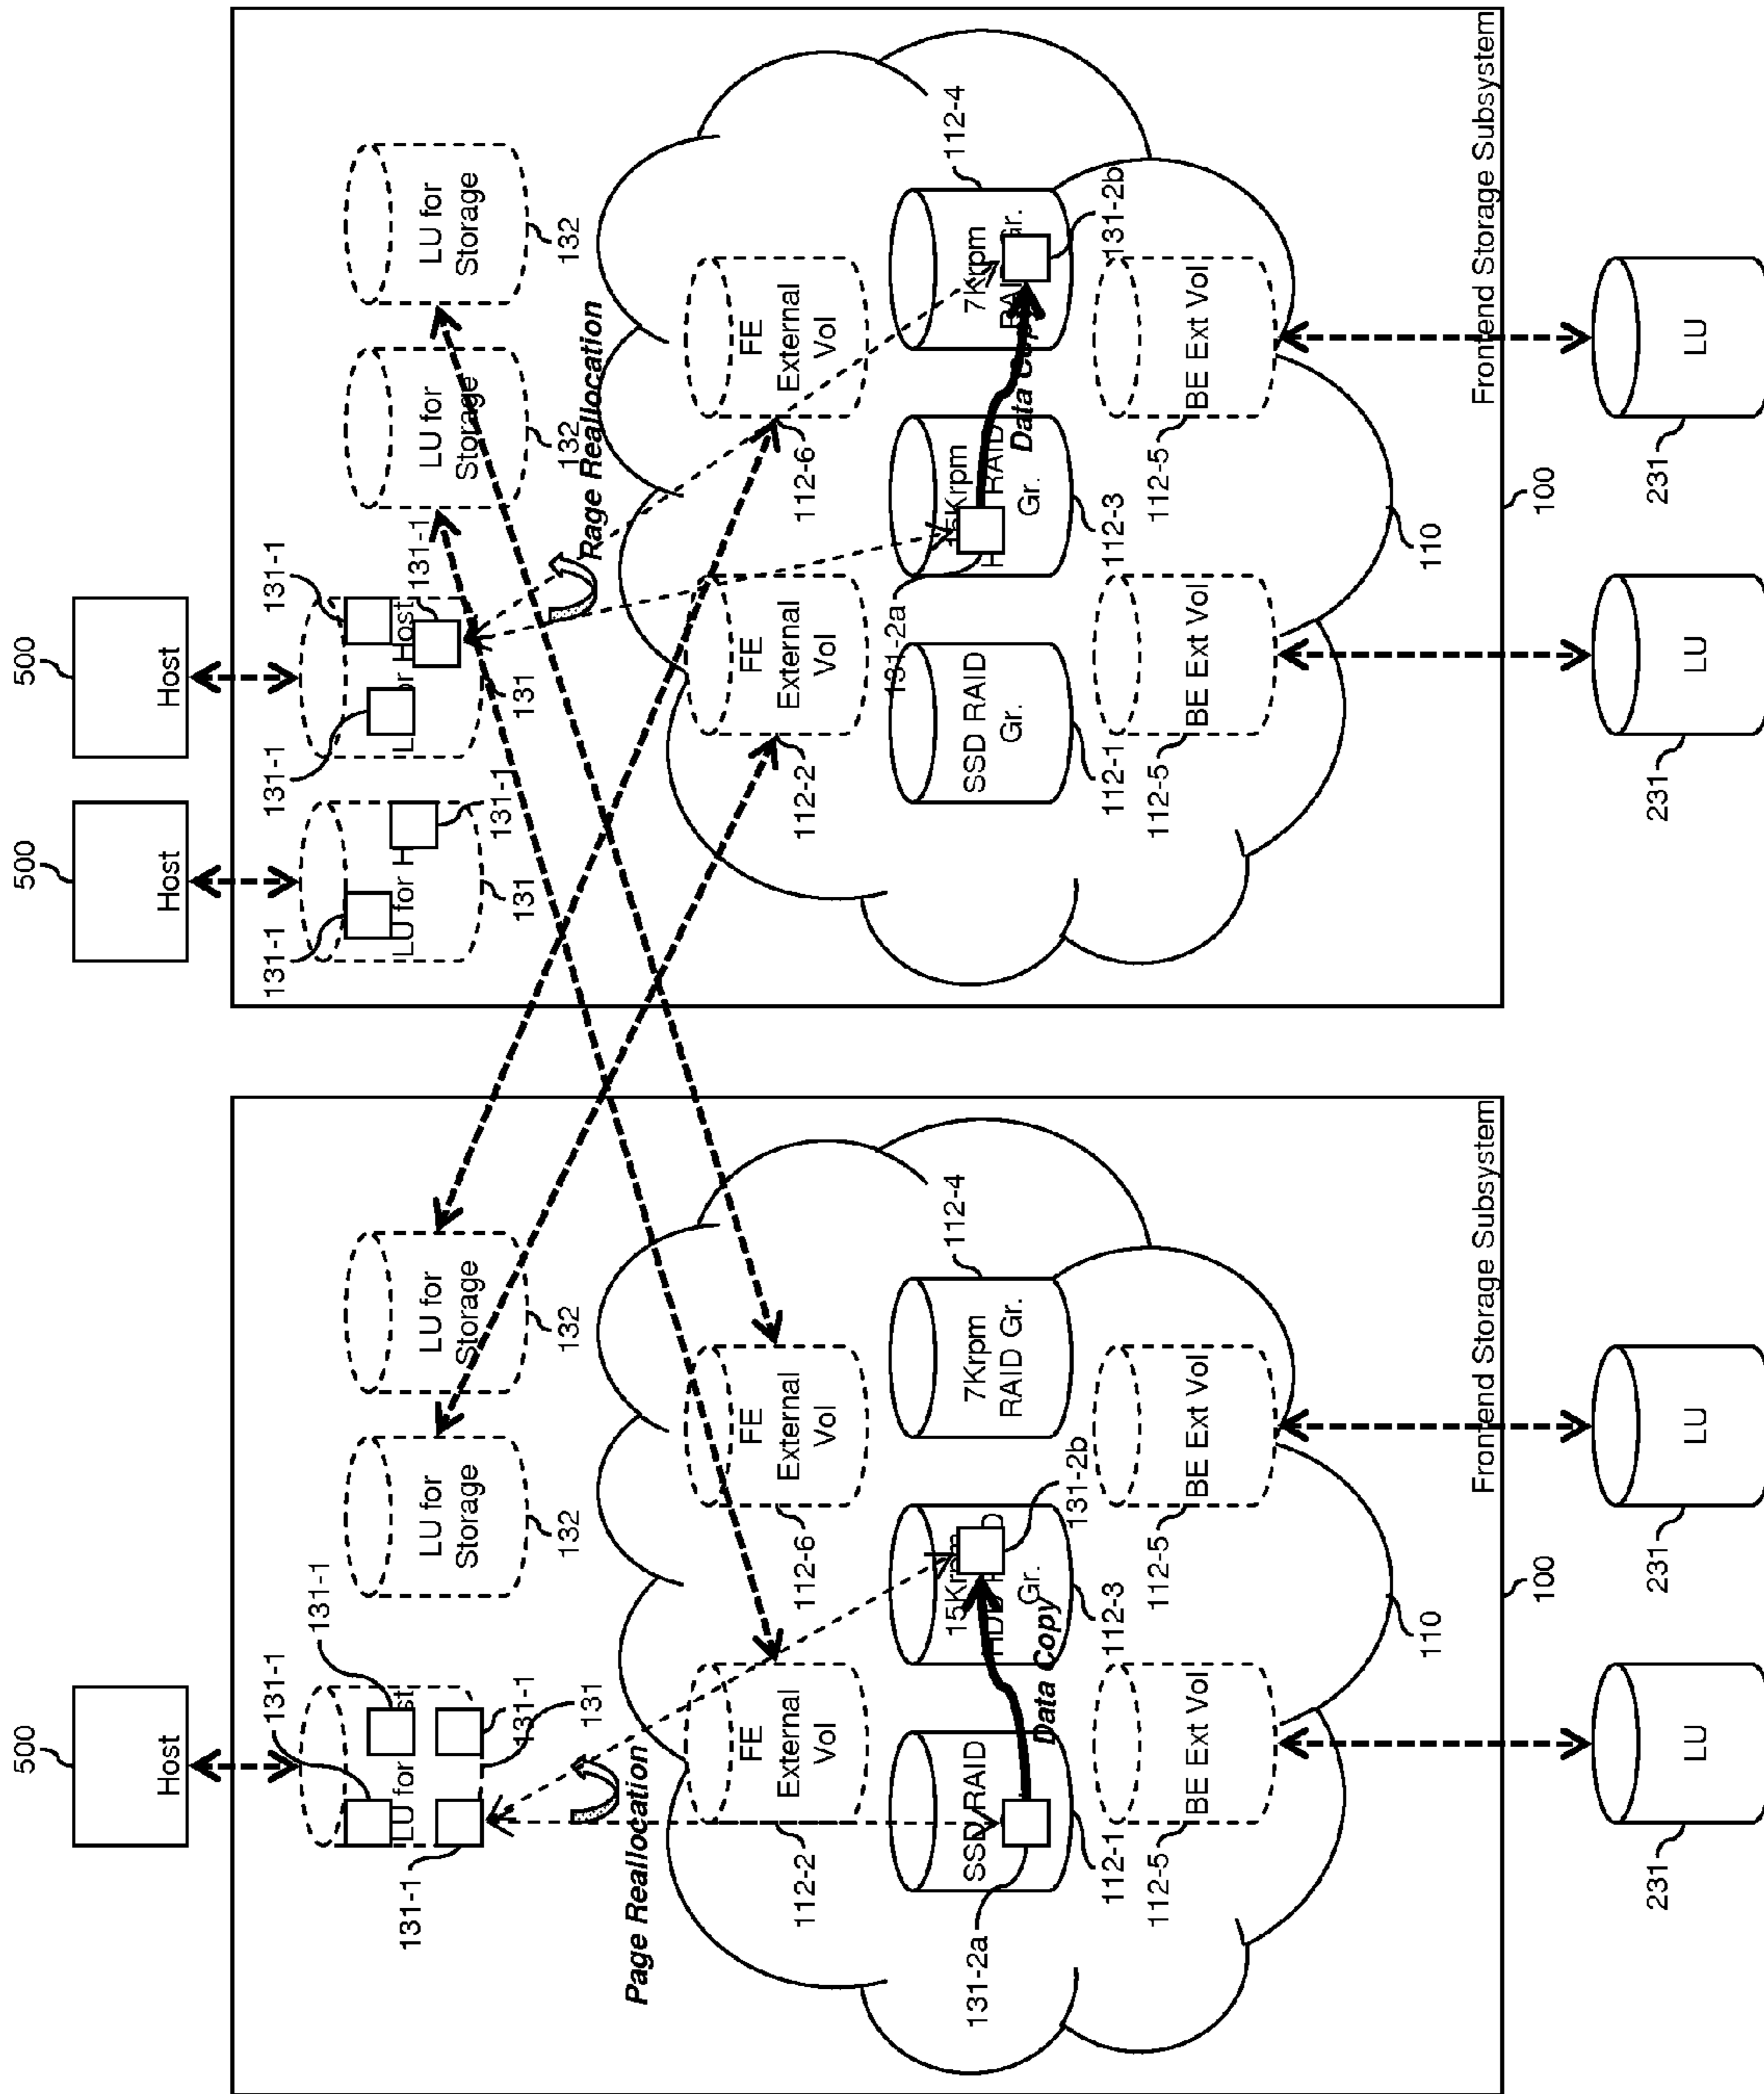 500
Host
131-1
131-1
LU for
st
131-1
131-1
131
LU for
Storage
132
LU for
Storage
132
Page Reallocation
FE
External
Vol
112-2
FE
External
Vol
112-6
131-2a
SSD RAID
112-1
Data Copy
15Krpm
Gr.
112-3
131-2b
7Krpm
RAID Gr.
112-4
BE Ext Vol
112-5
BE Ext Vol
112-5
110
Frontend Storage Subsystem
100
LU
231
LU
231
500
Host
500
Host
131-1
LU for H
131-1
131
131-1
131-1
or Host
131-1
131
LU for
Storage
132
LU for
Storage
132
Rage Reallocation
FE
External
Vol
112-2
FE
External
Vol
112-6
SSD RAID
Gr.
112-1
131-2a
5Krpm
RAID
Gr.
112-3
Data Cop
7Krpm
Gr.
112-4
131-2b
BE Ext Vol
112-5
BE Ext Vol
112-5
110
Frontend Storage Subsystem
100
LU
231
LU
231